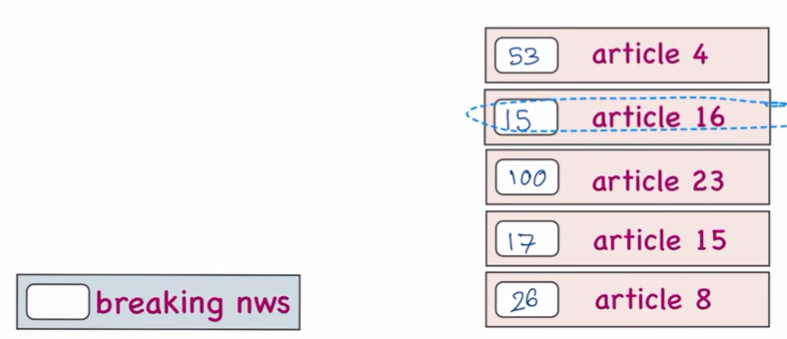 53 article 4
15 article 16
100 article 23
17 article 15
26 article 8
breaking nws